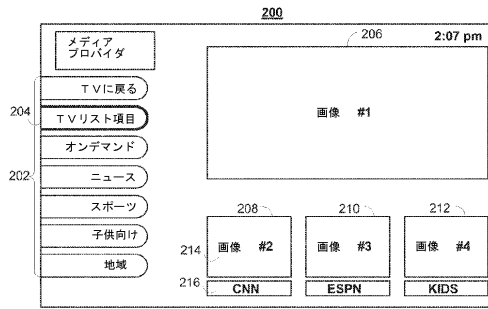 200
206
2:07 pm
メディア
プロバイダ
204
202
TVに戻る
TVリスト項目
オンデマンド
ニュース
スポーツ
子供向け
地域
画像 #1
208
210
212
214
画像 #2
画像 #3
画像 #4
216
CNN
ESPN
KIDS